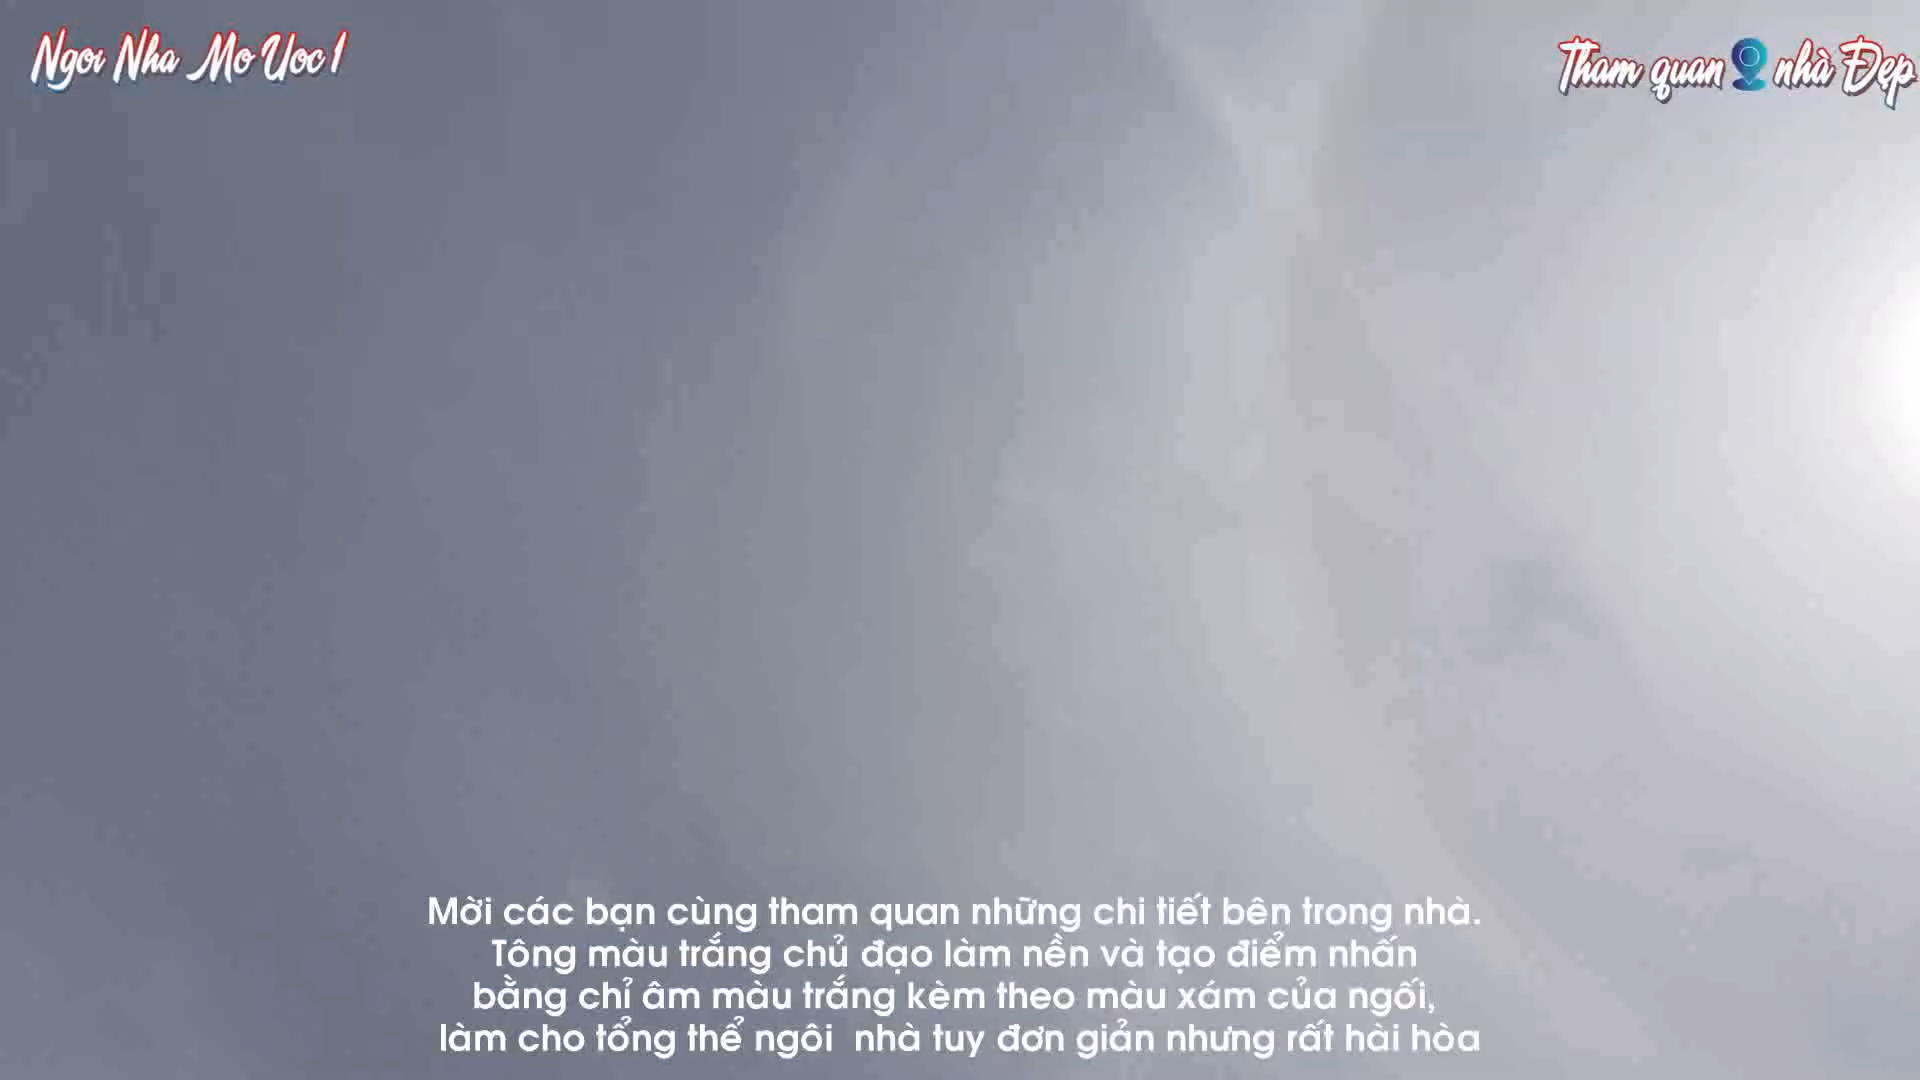 Ngoi Nha Mo Uoc 1
Tham quan nhà Đẹp
Mời các bạn cùng tham quan những chi tiết bên trong nhà.
Tông màu trắng chủ đạo làm nền và tạo điểm nhấn
bằng chỉ âm màu trắng kèm theo màu xám của ngối,
làm cho tổng thể ngôi nhà tuy đơn giản nhưng rất hài hòa